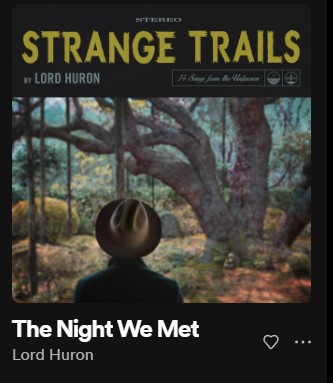 STEREO
STRANGE TRAILS
BY LORD HURON
14 Songs from the Unknown
The Night We Met
Lord Huron